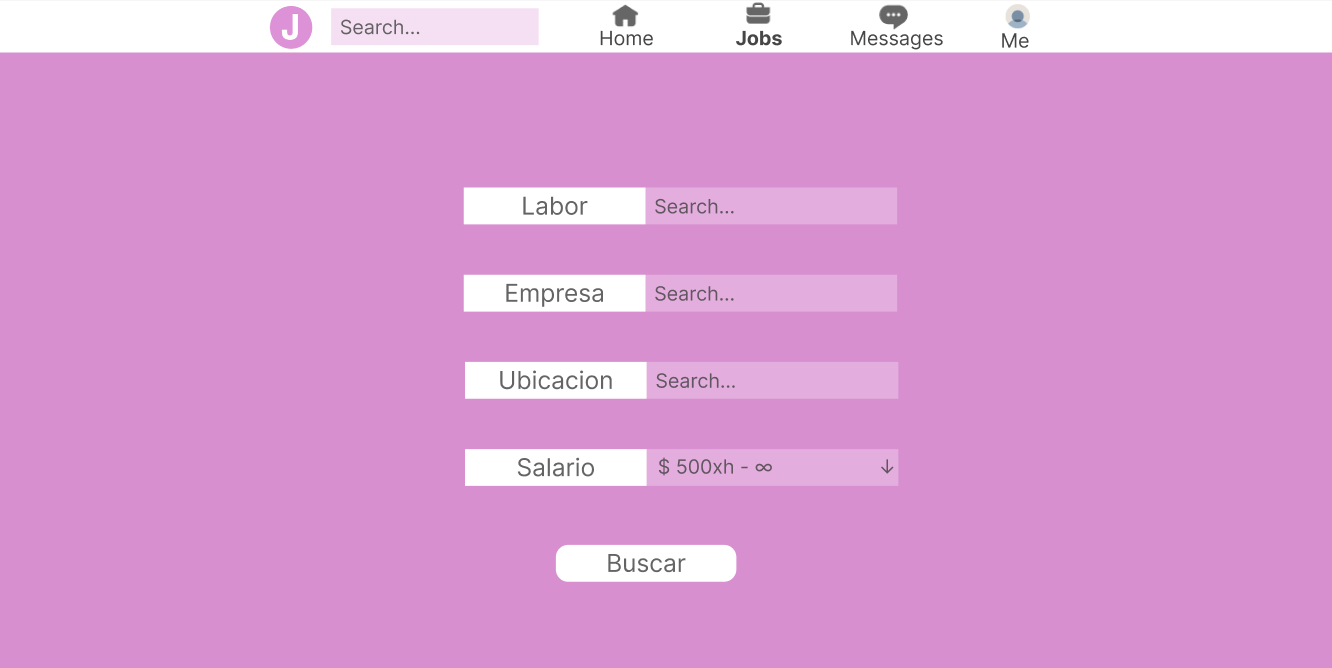 J Search...
Home Jobs Messages Me
Labor Search...
Empresa Search...
Ubicacion Search...
Salario $ 500xh - ∞ ↓
Buscar